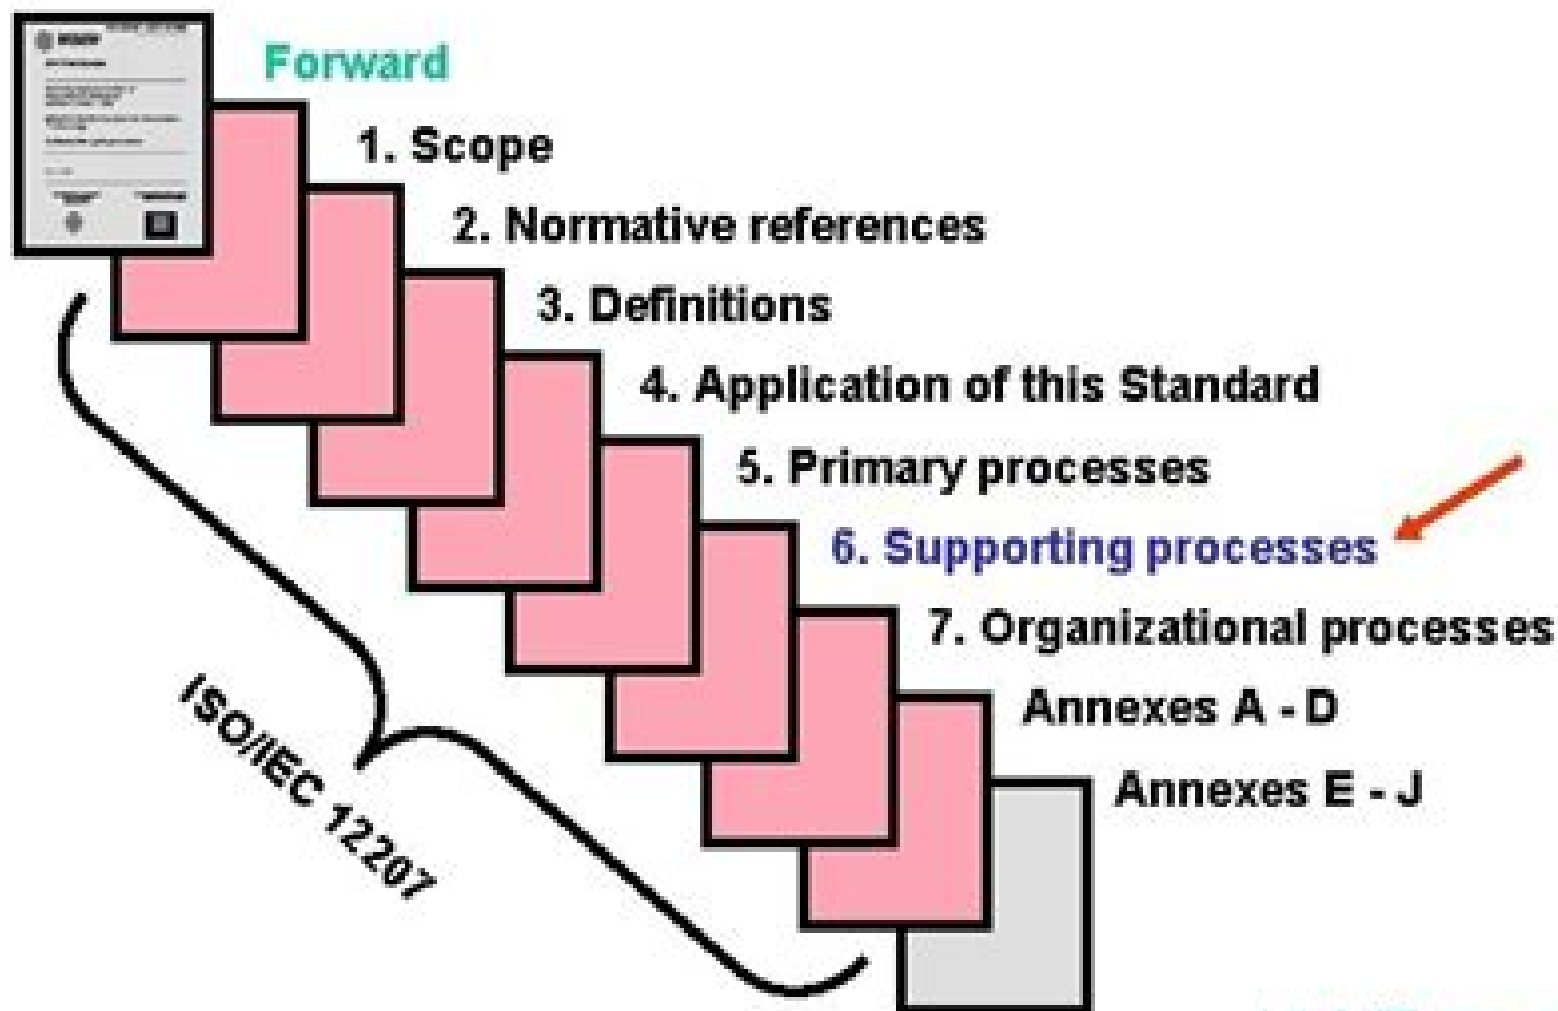 Forward
1. Scope
2. Normative references
3. Definitions
4. Application of this Standard
5. Primary processes
6. Supporting processes
7. Organizational processes
Annexes A - D
Annexes E - J
ISO/IEC 12207